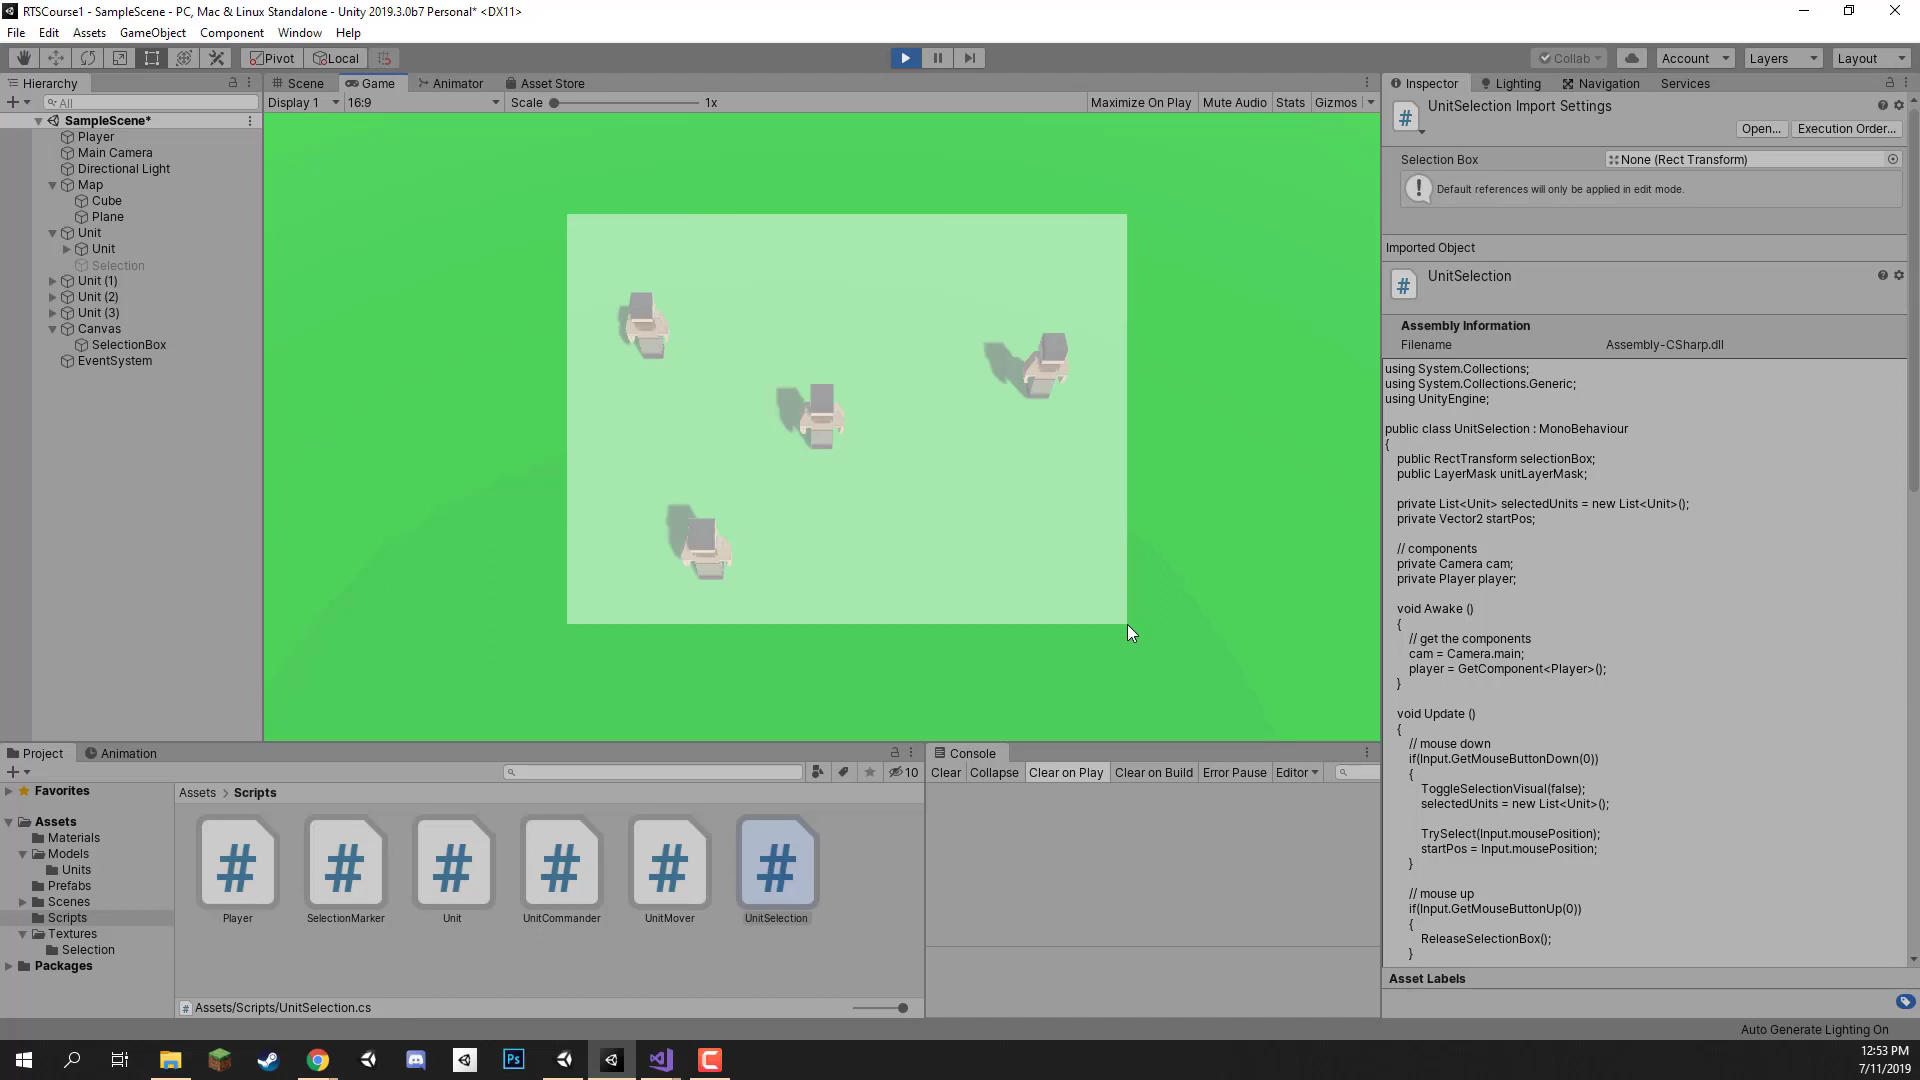 RTSCourse1 - SampleScene - PC, Mac & Linux Standalone - Unity 2019.3.0b7 Personal* <DX11>
File Edit Assets GameObject Component Window Help
Pivot Local Collab Account Layers Layout
Hierarchy Scene Game Animator Asset Store Inspector Lighting Navigation Services
All Display 1 16:9 Scale 1x Maximize On Play Mute Audio Stats Gizmos
SampleScene*
Player
Main Camera
Directional Light
Map
Cube
Plane
Unit
Unit
Selection
Unit (1)
Unit (2)
Unit (3)
Canvas
SelectionBox
EventSystem
UnitSelection Import Settings
Open... Execution Order...
Selection Box None (Rect Transform)
Default references will only be applied in edit mode.
Imported Object
UnitSelection
Assembly Information
Filename Assembly-CSharp.dll
using System.Collections;
using System.Collections.Generic;
using UnityEngine;
public class UnitSelection : MonoBehaviour
{
public RectTransform selectionBox;
public LayerMask unitLayerMask;
private List<Unit> selectedUnits = new List<Unit>();
private Vector2 startPos;
// components
private Camera cam;
private Player player;
void Awake ()
{
// get the components
cam = Camera.main;
player = GetComponent<Player>();
}
void Update ()
{
// mouse down
if(Input.GetMouseButtonDown(0))
{
ToggleSelectionVisual(false);
selectedUnits = new List<Unit>();
TrySelect(Input.mousePosition);
startPos = Input.mousePosition;
}
// mouse up
if(Input.GetMouseButtonUp(0))
{
ReleaseSelectionBox();
}
Asset Labels
Project Animation
10
Favorites
Assets
Materials
Models
Units
Prefabs
Scenes
Scripts
Textures
Selection
Packages
Assets > Scripts
# # # # # #
Player SelectionMarker Unit UnitCommander UnitMover UnitSelection
Assets/Scripts/UnitSelection.cs
Console
Clear Collapse Clear on Play Clear on Build Error Pause Editor
Auto Generate Lighting On
Ps
12:53 PM
7/11/2019